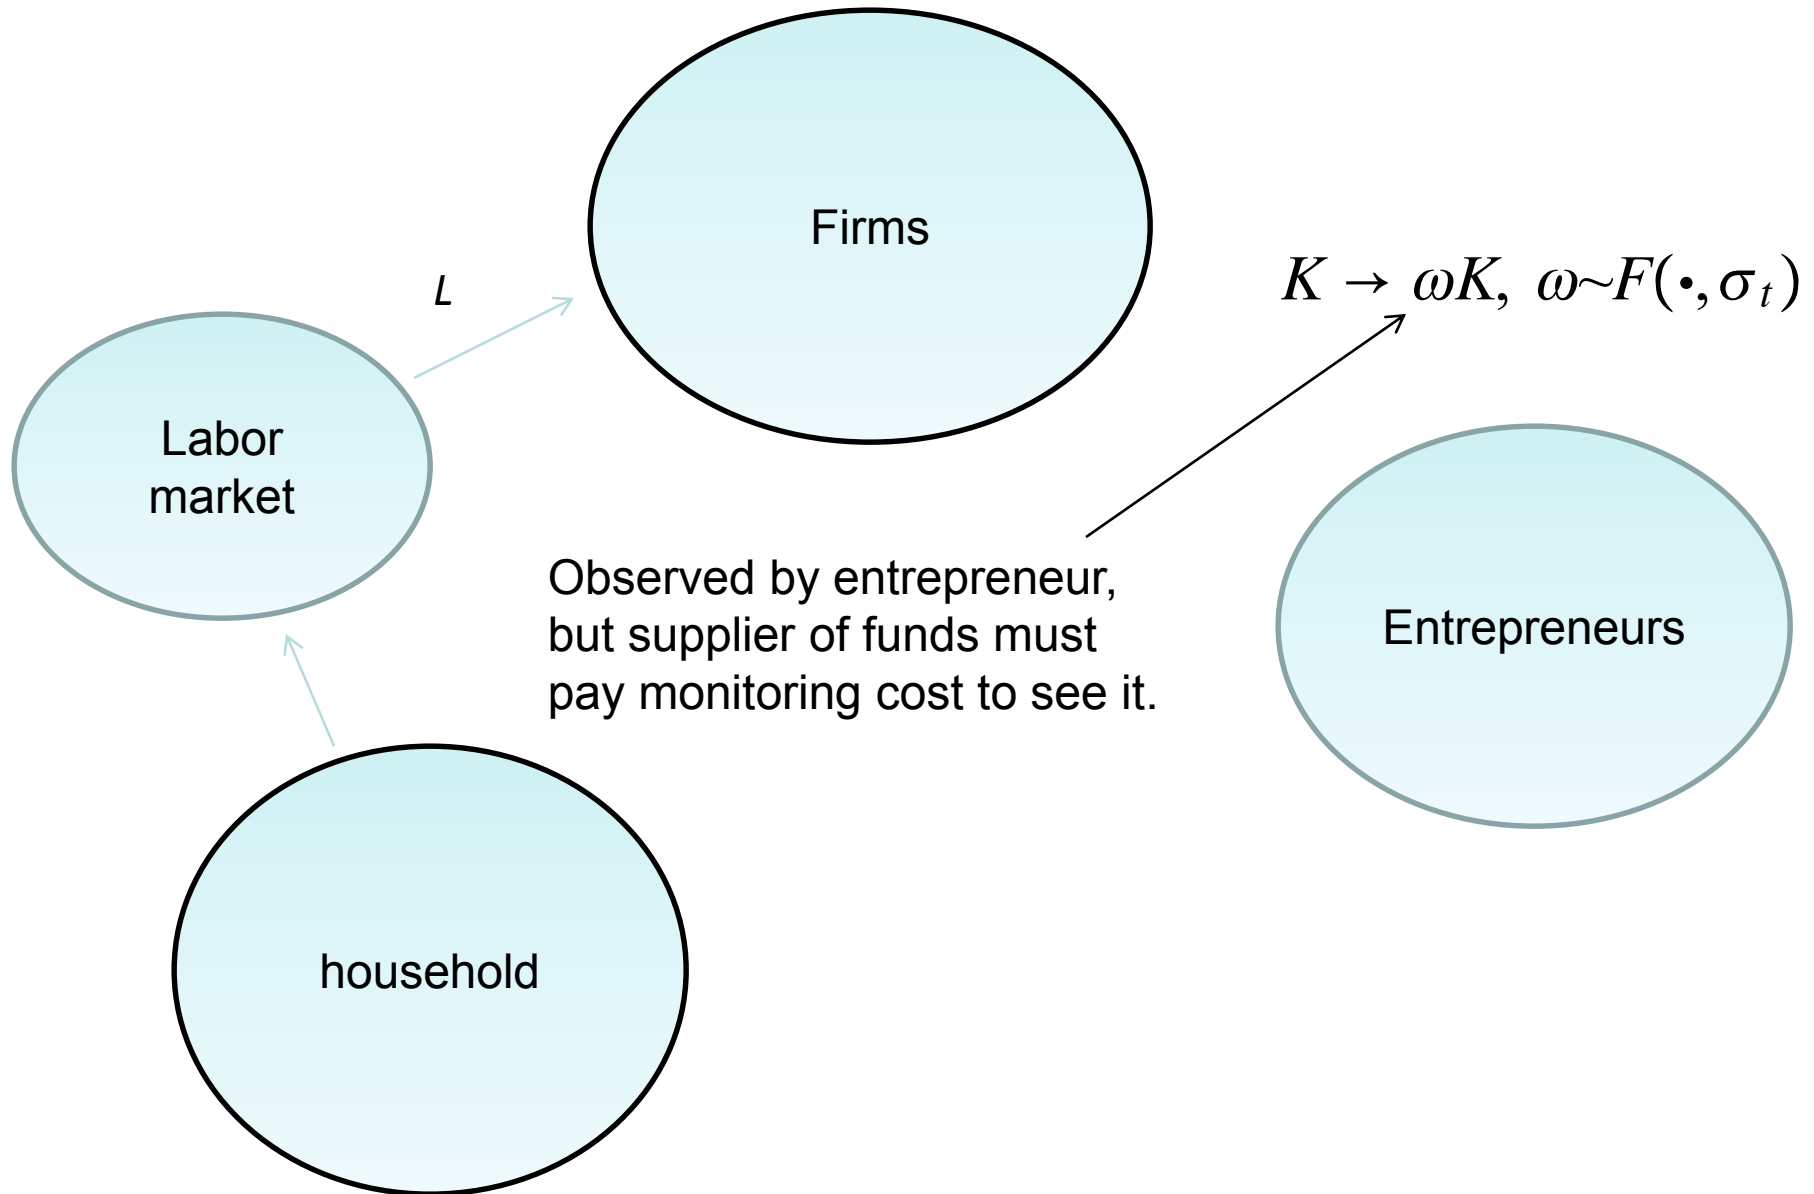 Firms
L
K → ωK, ω~F(•, σ t)
Labor
market
Observed by entrepreneur,
but supplier of funds must
pay monitoring cost to see it.
Entrepreneurs
household